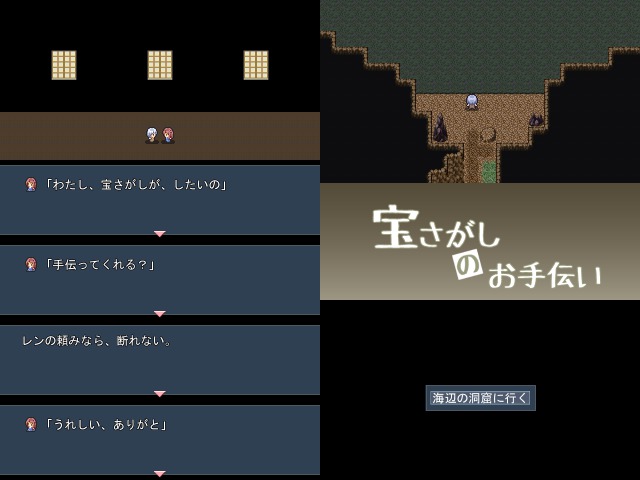 「わたし、宝さがしが、したいの」
「手伝ってくれる？」
レンの頼みなら、断れない。
「うれしい、ありがと」
宝さがし
の
お手伝い
海辺の洞窟に行く